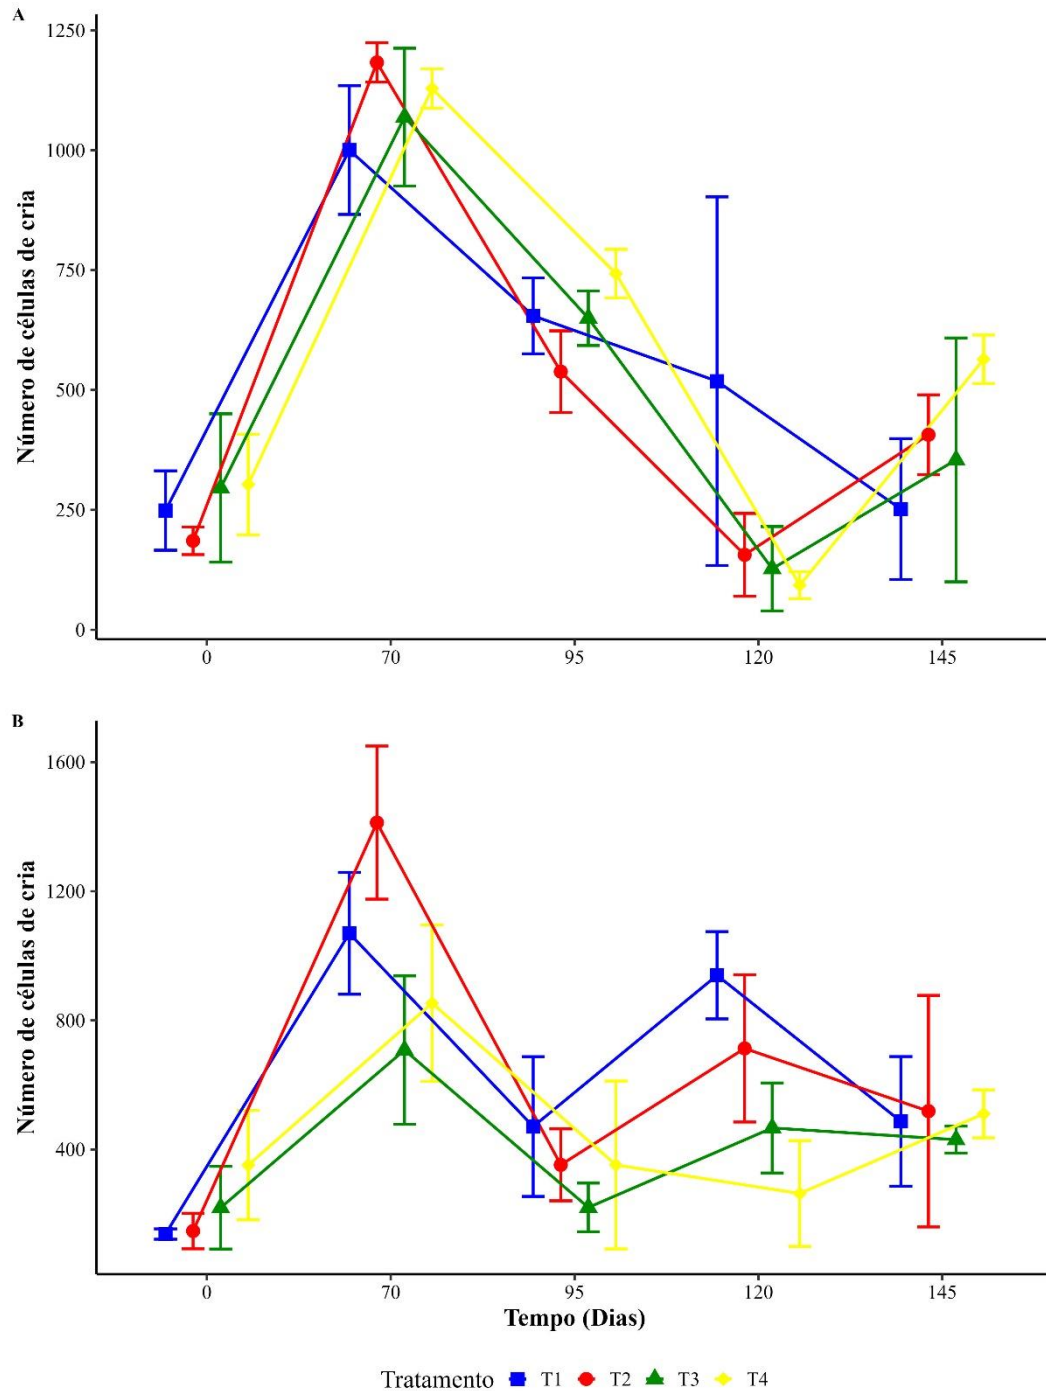 A
Número de células de cria
1250
1000
750
500
250
0
0 70 95 120 145
B
Número de células de cria
1600
1200
800
400
0 70 95 120 145
Tempo (Dias)
Tratamento T1 T2 T3 T4